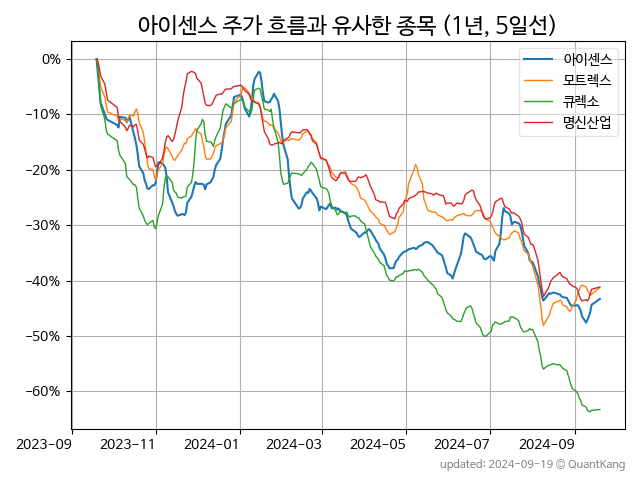 아이센스 주가 흐름과 유사한 종목 (1년, 5일선)
아이센스
모트렉스
큐렉소
명신산업
0%
−10%
−20%
−30%
−40%
−50%
−60%
2023-09
2023-11
2024-01
2024-03
2024-05
2024-07
2024-09
updated: 2024-09-19 © QuantKang